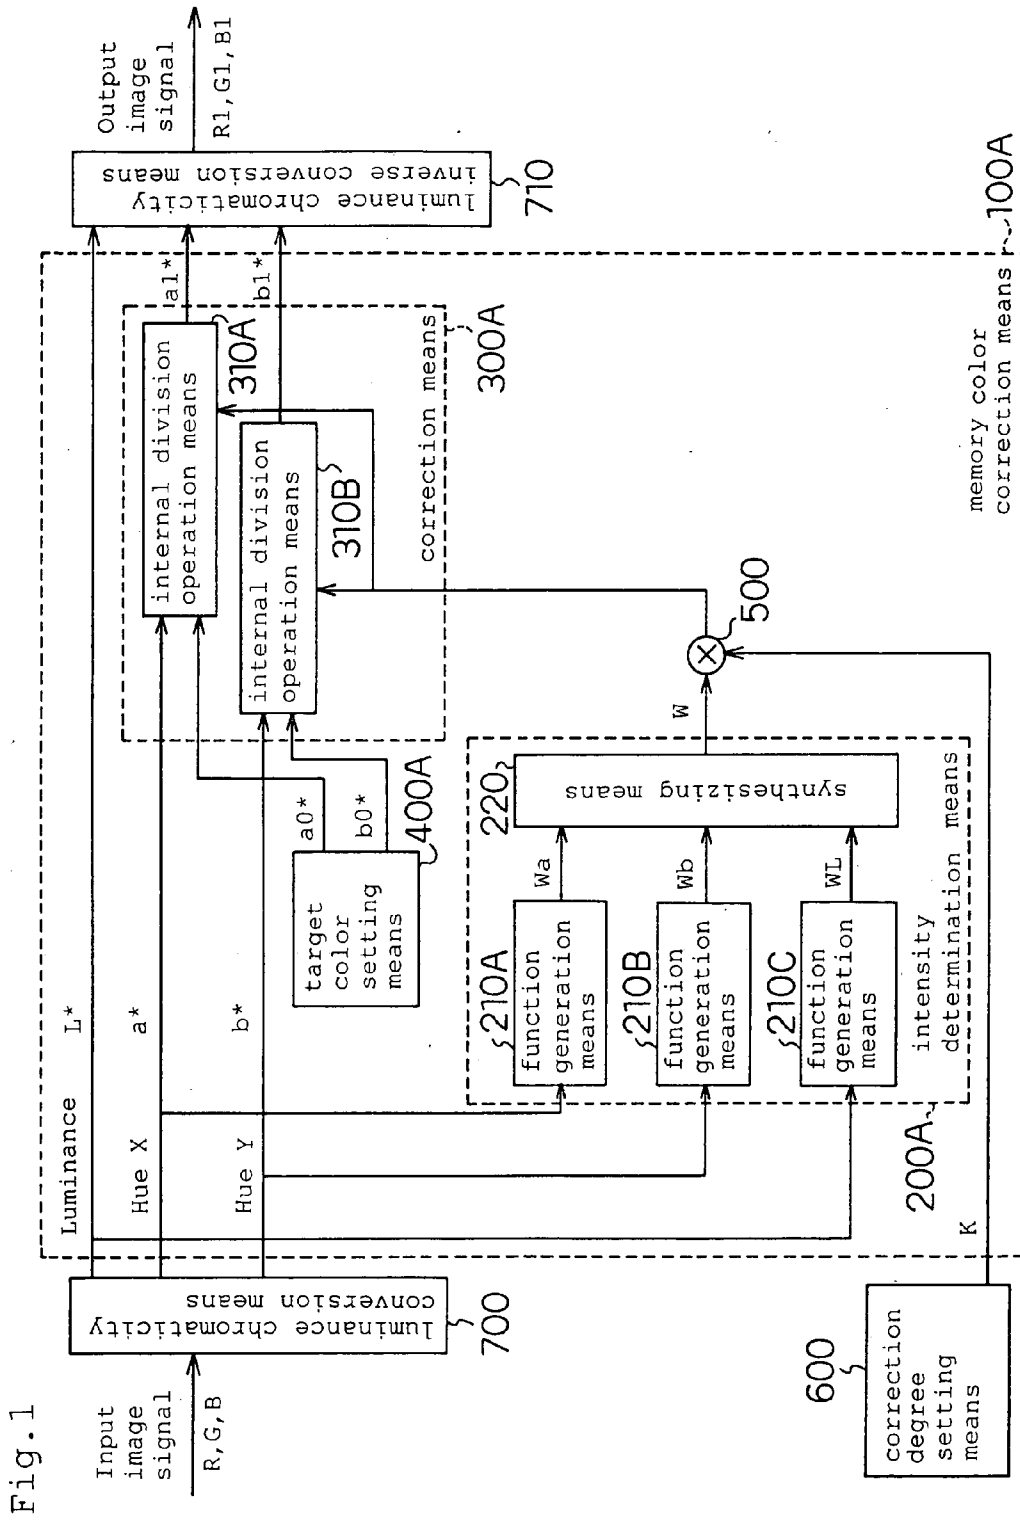 Fig.1
Input
image
signal
R,G,B
luminance chromaticity
conversion means
700
Luminance
L*
Hue X
a*
Hue Y
b*
target
color
setting
means
400A
a0*
b0*
internal division
operation means
310A
internal division
operation means
310B
correction means
300A
a1*
b1*
luminance chromaticity
inverse conversion means
710
Output
image
signal
R1,G1,B1
210A
function
generation
means
Wa
210B
function
generation
means
Wb
210C
function
generation
means
WL
220
synthesizing means
intensity
determination means
200A
W
500
K
600
correction
degree
setting
means
memory color
correction means
100A